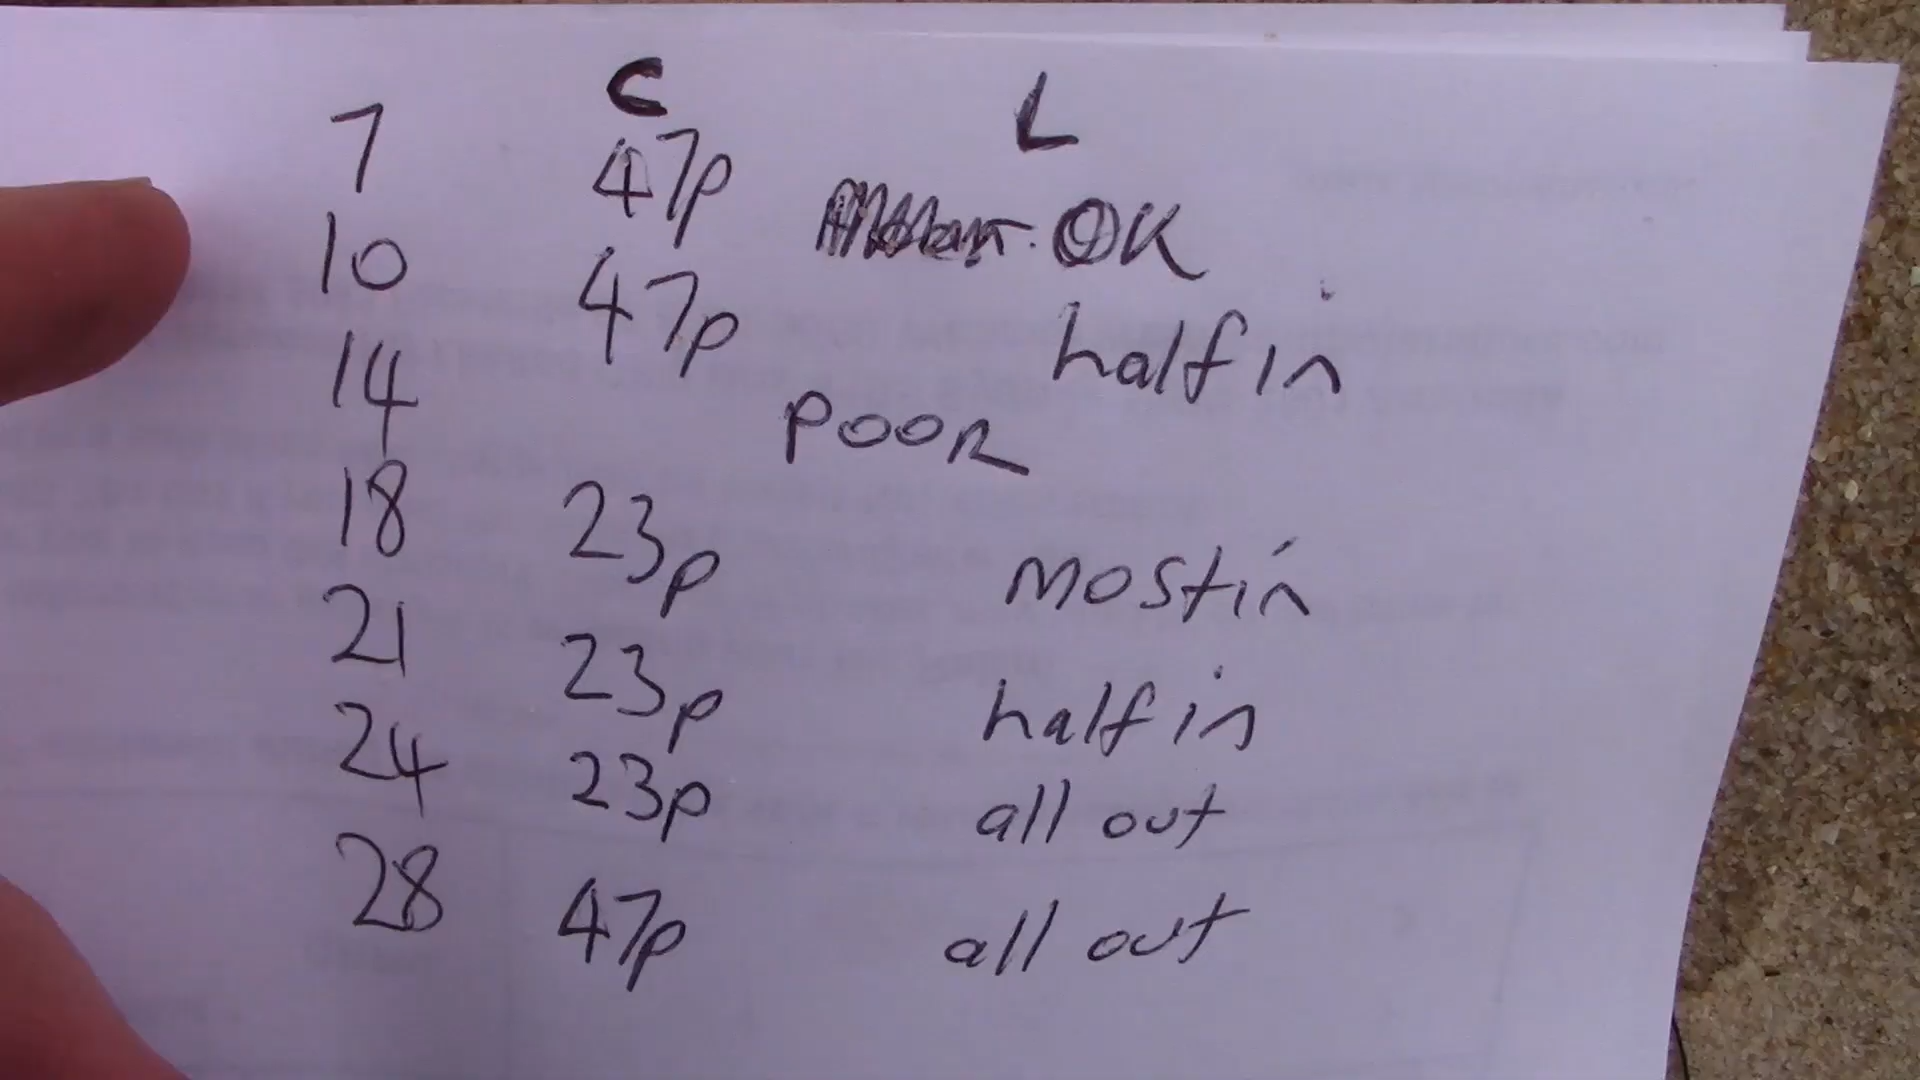 C L
7 47p OK
10 47p half in
14 POOR
18 23p most in
21 23p half in
24 23p all out
28 47p all out